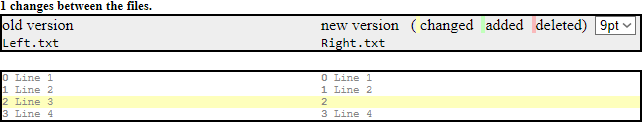 1 changes between the files.
old version new version ( changed added deleted) 9pt
Left.txt Right.txt
0 Line 1 0 Line 1
1 Line 2 1 Line 2
2 Line 3 2
3 Line 4 3 Line 4